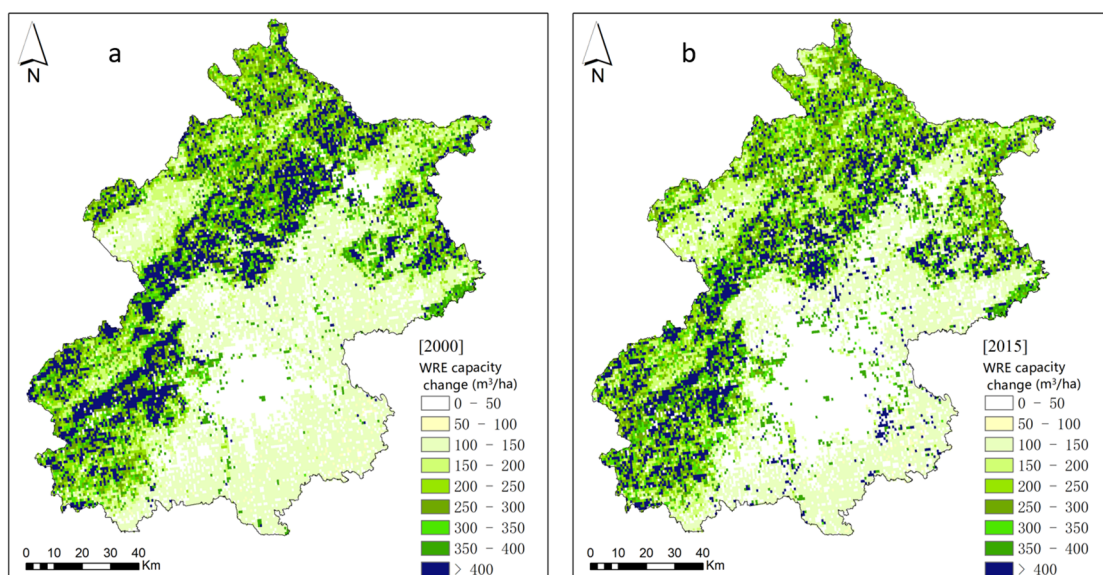 a
N
[2000]
WRE capacity
change (m³/ha)
0 - 50
50 - 100
100 - 150
150 - 200
200 - 250
250 - 300
300 - 350
350 - 400
> 400
0 10 20 30 40
Km
b
N
[2015]
WRE capacity
change (m³/ha)
0 - 50
50 - 100
100 - 150
150 - 200
200 - 250
250 - 300
300 - 350
350 - 400
> 400
0 10 20 30 40
Km